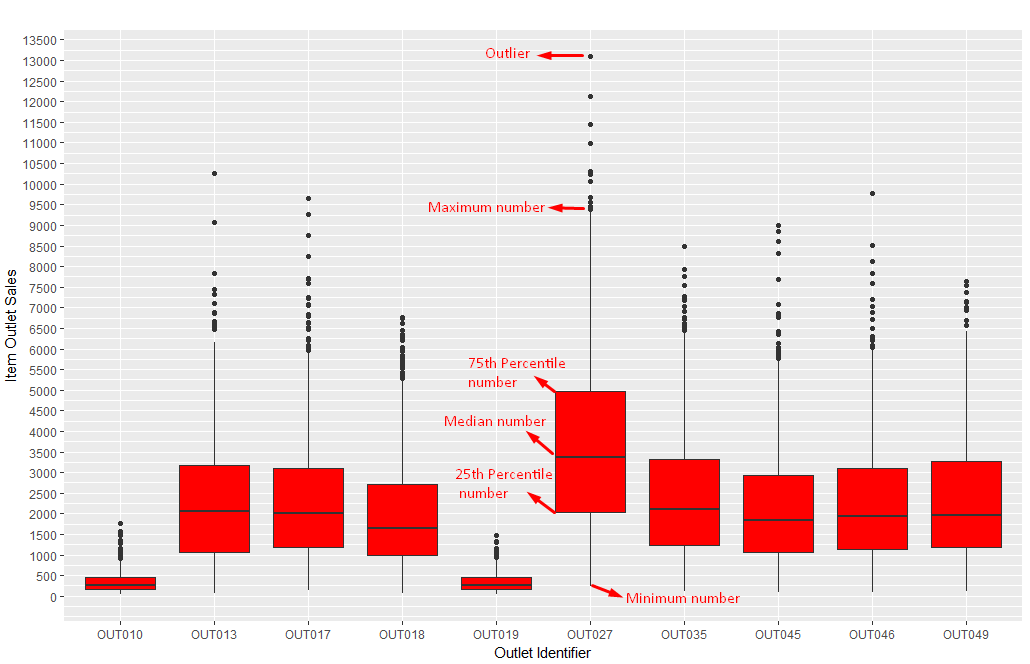 Item Outlet Sales
13500
13000
12500
12000
11500
11000
10500
10000
9500
9000
8500
8000
7500
7000
6500
6000
5500
5000
4500
4000
3500
3000
2500
2000
1500
1000
500
0
Outlier
Maximum number
75th Percentile
number
Median number
25th Percentile
number
Minimum number
OUT010 OUT013 OUT017 OUT018 OUT019 OUT027 OUT035 OUT045 OUT046 OUT049
Outlet Identifier